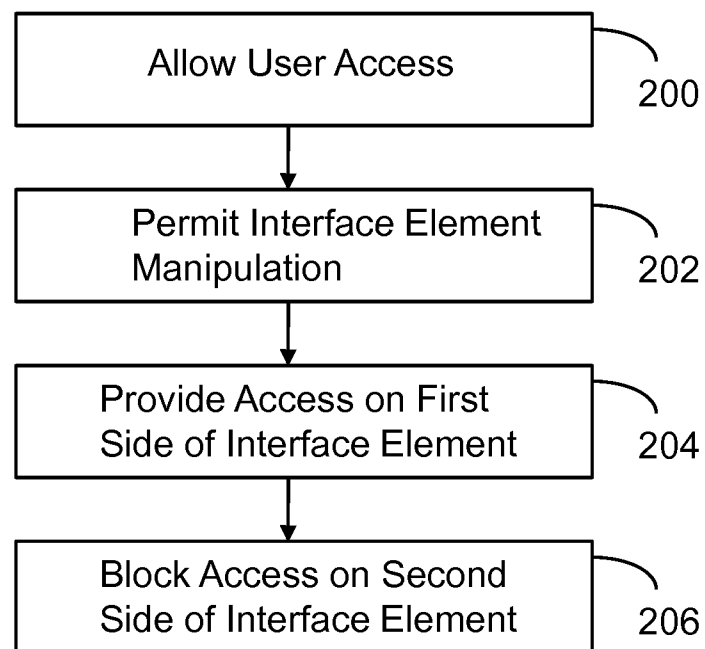 Allow User Access
200
Permit Interface Element
Manipulation
202
Provide Access on First
Side of Interface Element
204
Block Access on Second
Side of Interface Element
206